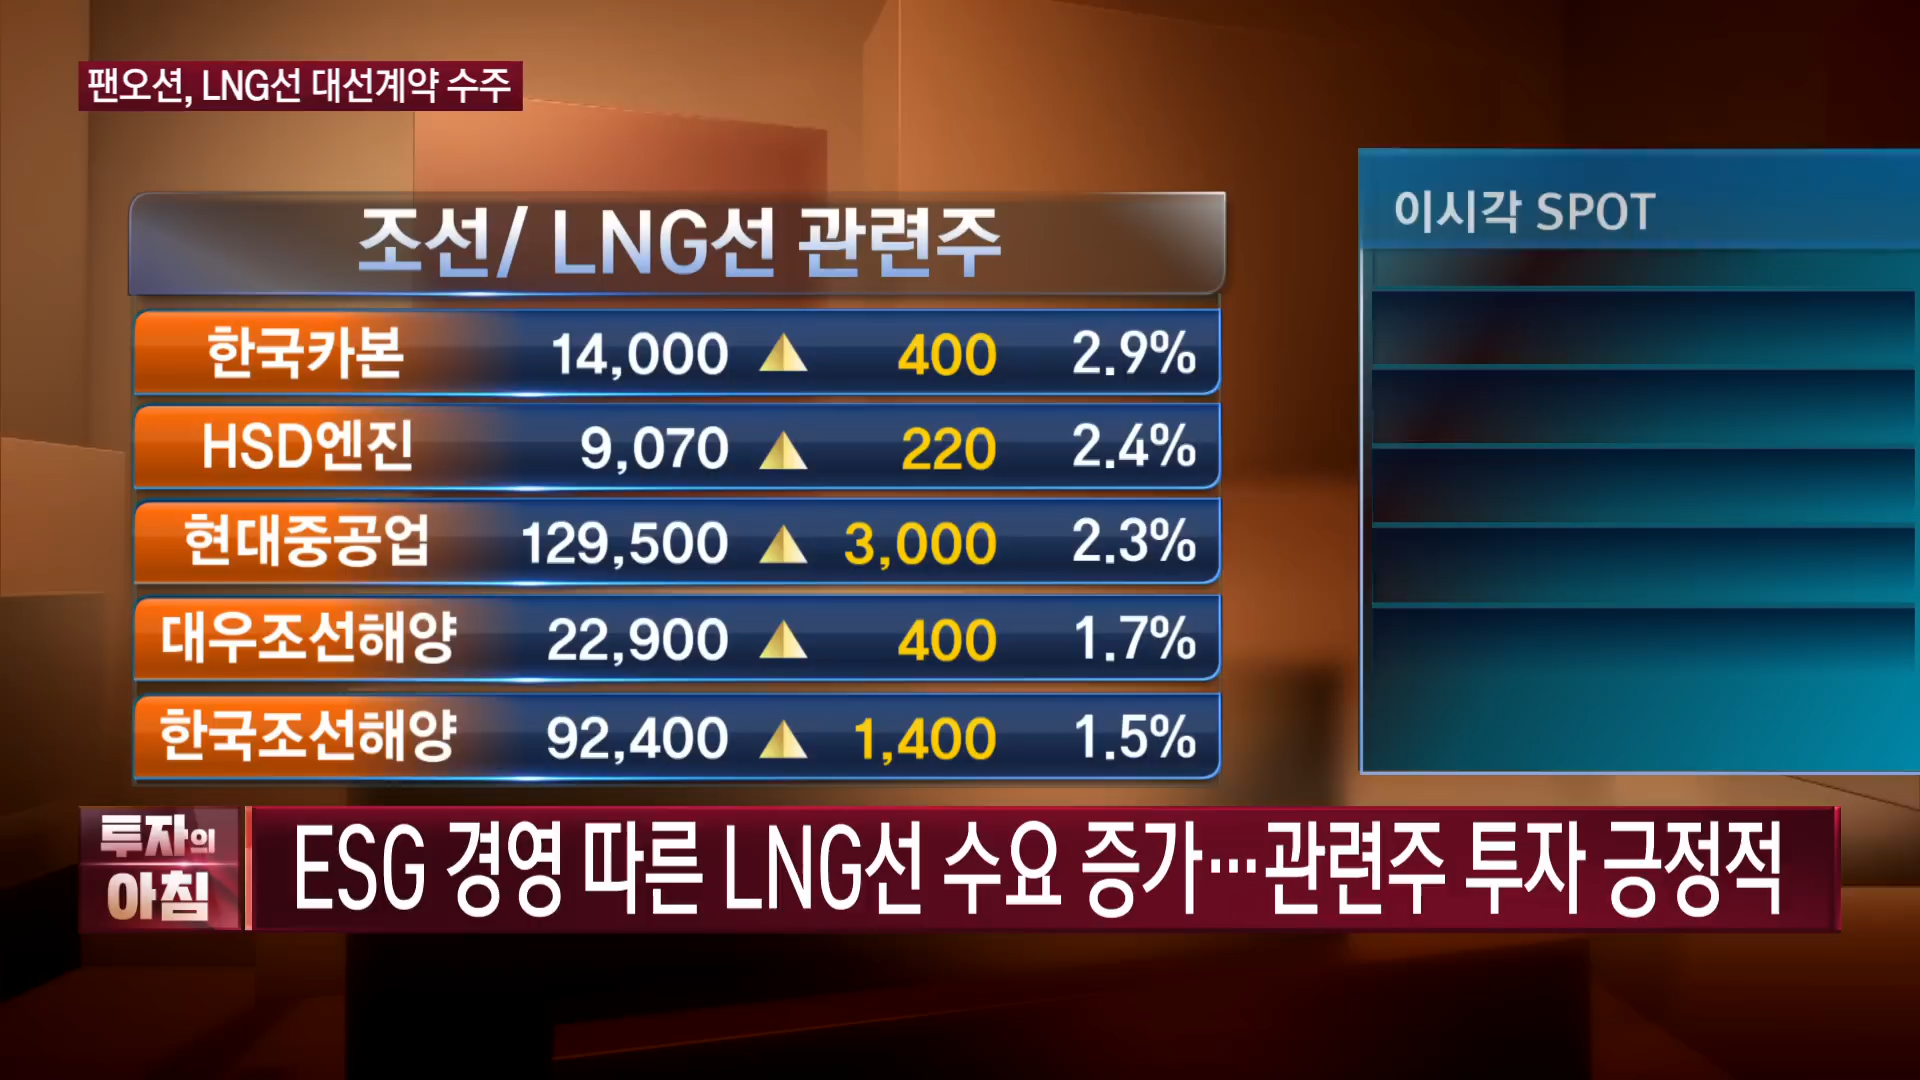 팬오션, LNG선 대선계약 수주
조선/ LNG선 관련주
한국카본 14,000 ▲ 400 2.9%
HSD엔진 9,070 ▲ 220 2.4%
현대중공업 129,500 ▲ 3,000 2.3%
대우조선해양 22,900 ▲ 400 1.7%
한국조선해양 92,400 ▲ 1,400 1.5%
이시각 SPOT
투자의
아침
ESG 경영 따른 LNG선 수요 증가…관련주 투자 긍정적